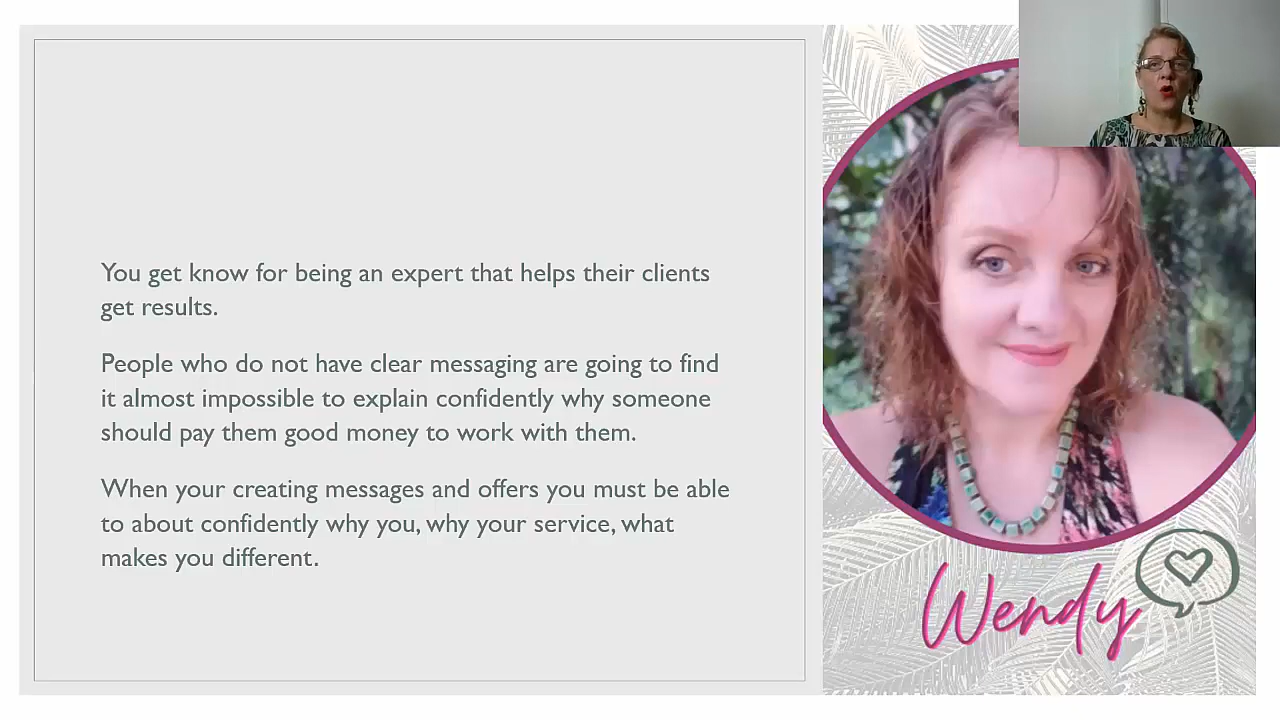 You get know for being an expert that helps their clients
get results.
People who do not have clear messaging are going to find
it almost impossible to explain confidently why someone
should pay them good money to work with them.
When your creating messages and offers you must be able
to about confidently why you, why your service, what
makes you different.
Wendy